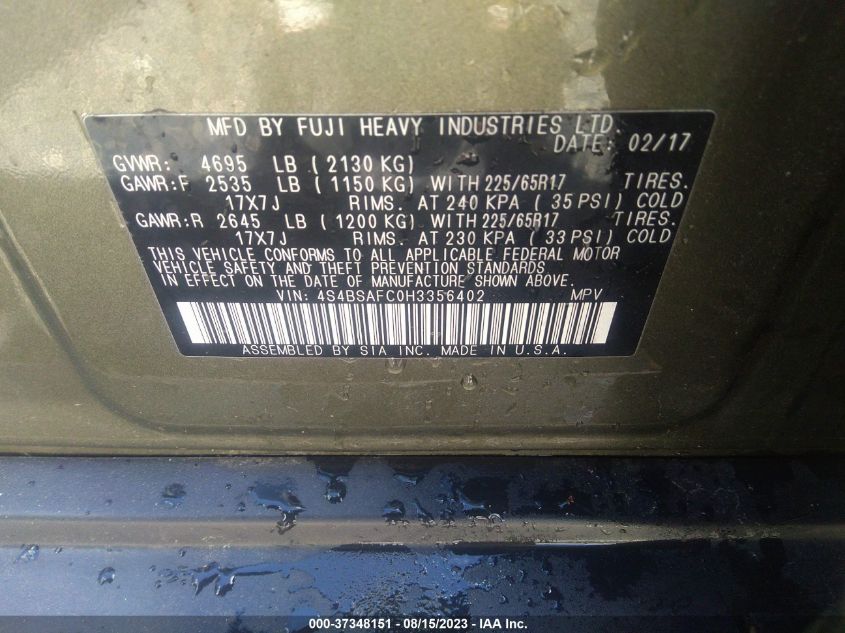 MFD BY FUJI HEAVY INDUSTRIES LTD.
DATE: 02/17
GVWR: 4695 LB ( 2130 KG)
GAWR:F 2535 LB ( 1150 KG) WITH 225/65R17 TIRES.
17X7J RIMS. AT 240 KPA ( 35 PSI) COLD
GAWR:R 2645 LB ( 1200 KG) WITH 225/65R17 TIRES.
17X7J RIMS. AT 230 KPA ( 33 PSI) COLD
THIS VEHICLE CONFORMS TO ALL APPLICABLE FEDERAL MOTOR
VEHICLE SAFETY AND THEFT PREVENTION STANDARDS
IN EFFECT ON THE DATE OF MANUFACTURE SHOWN ABOVE.
VIN: 4S4BSAFC0H3356402 MPV
ASSEMBLED BY SIA INC. MADE IN U.S.A.
000-37348151 - 08/15/2023 - IAA Inc.